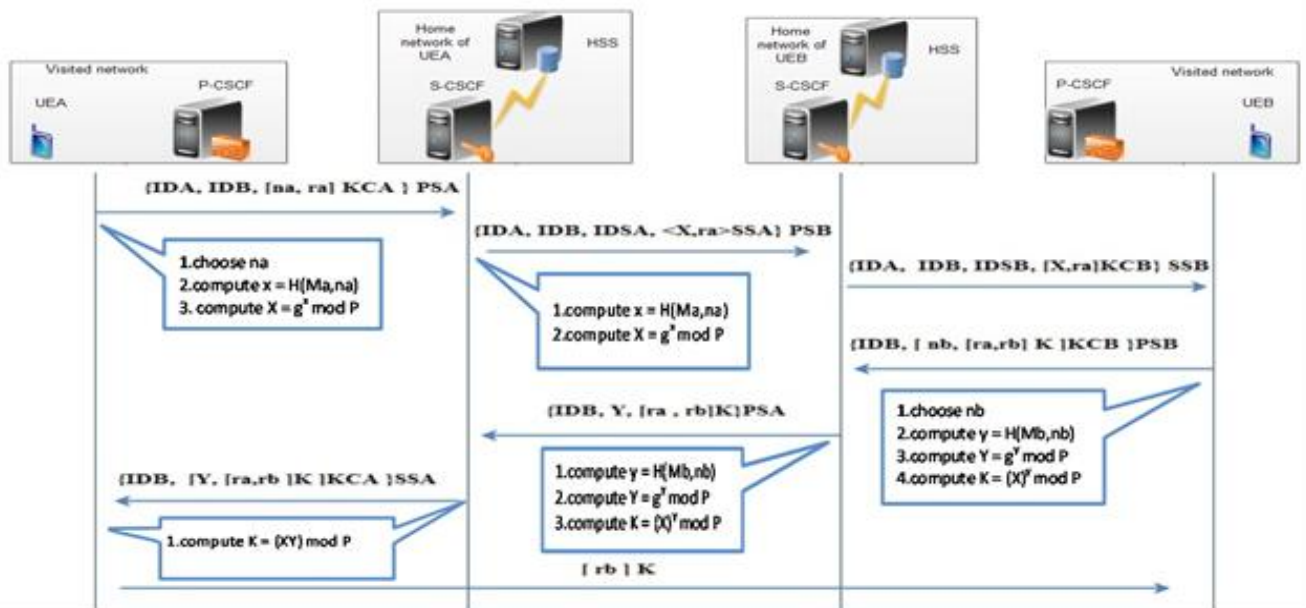 Home
network of
UEA
HSS
Home
network of
UEB
HSS
Visited network
P-CSCF
UEA
S-CSCF
S-CSCF
Visited network
P-CSCF
UEB
{IDA, IDB, [na, ra] KCA } PSA
{IDA, IDB, IDSA, <X,ra>SSA} PSB
{IDA, IDB, IDSB, [X,ra]KCB} SSB
1.choose na
2.compute x = H(Ma,na)
3. compute X = gˣ mod P
1.compute x = H(Ma,na)
2.compute X = gˣ mod P
{IDB, [ nb, [ra,rb] K ]KCB }PSB
{IDB, Y, [ra , rb]K}PSA
1.choose nb
2.compute y = H(Mb,nb)
3.compute Y = gʸ mod P
4.compute K = (X)ʸ mod P
{IDB, [Y, [ra,rb ]K ]KCA }SSA
1.compute y = H(Mb,nb)
2.compute Y = gʸ mod P
3.compute K = (X)ʸ mod P
1.compute K = (XY) mod P
[ rb ] K